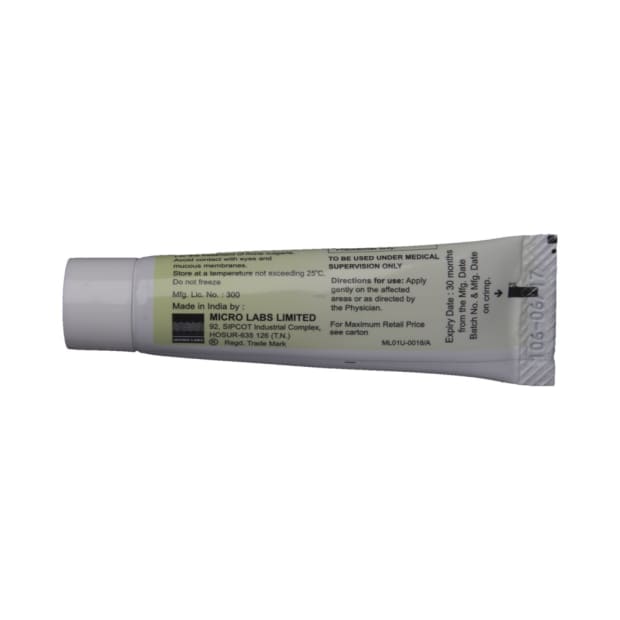 Avoid contact with eyes and
mucous membranes.
Store at a temperature not exceeding 25°C.
Do not freeze
Mfg. Lic. No. : 300
Made in India by :
MICRO LABS LIMITED
92, SIPCOT Industrial Complex,
HOSUR-635 126 (T.N.)
® Regd. Trade Mark
MICRO LABS
TO BE USED UNDER MEDICAL
SUPERVISION ONLY
Directions for use: Apply
gently on the affected
areas or as directed by
the Physician.
For Maximum Retail Price
see carton
ML01U-0016/A
Expiry Date : 30 months
from the Mfg. Date
Batch No. & Mfg. Date
on crimp.